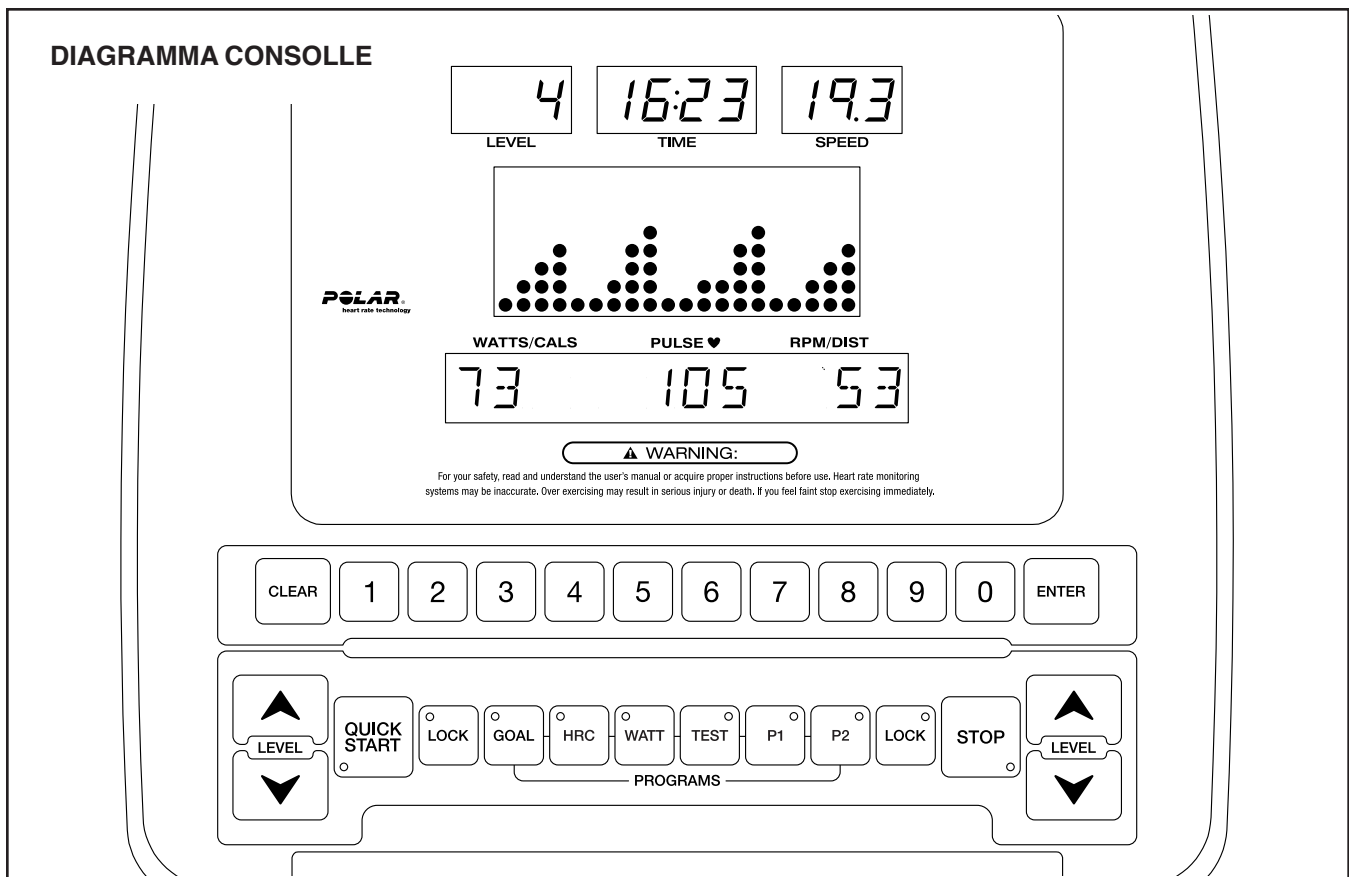 DIAGRAMMA CONSOLLE
4 16:23 19.3
LEVEL TIME SPEED
POLAR®
heart rate technology
WATTS/CALS PULSE ♥ RPM/DIST
73 105 53
⚠ WARNING:
For your safety, read and understand the user's manual or acquire proper instructions before use. Heart rate monitoring
systems may be inaccurate. Over exercising may result in serious injury or death. If you feel faint stop exercising immediately.
CLEAR 1 2 3 4 5 6 7 8 9 0 ENTER
LEVEL
QUICK
START
LOCK GOAL HRC WATT TEST P1 P2 LOCK STOP
LEVEL
PROGRAMS